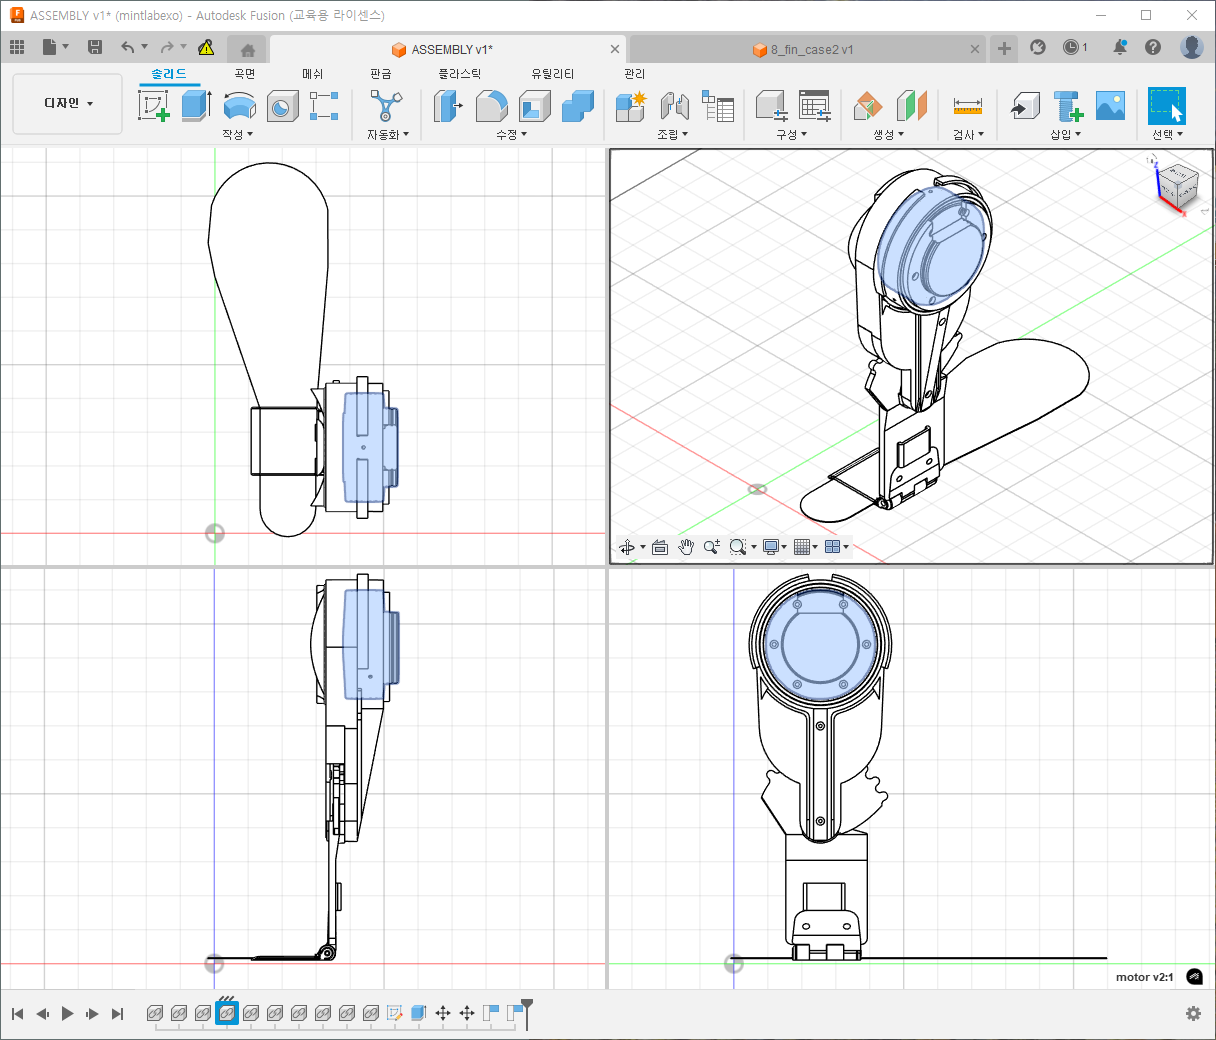 ASSEMBLY v1* (mintlabexo) - Autodesk Fusion (교육용 라이센스)
ASSEMBLY v1*
8_fin_case2 v1
1
솔리드 곡면 메쉬 판금 플라스틱 유틸리티 관리
디자인
작성 자동화 수정 조립 구성 생성 검사 삽입 선택
Z
X
motor v2:1